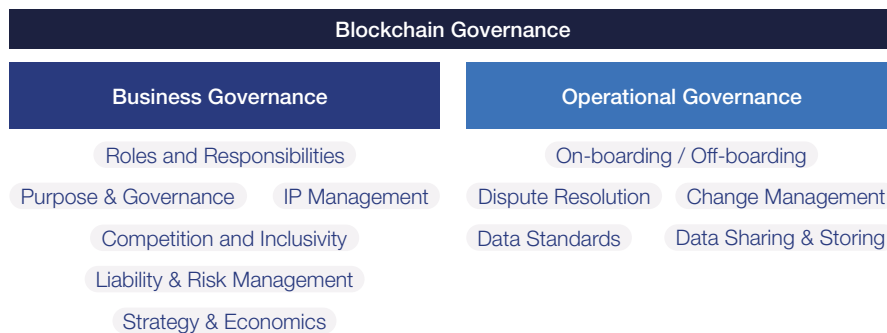 Blockchain Governance
Business Governance
Roles and Responsibilities
Purpose & Governance
IP Management
Competition and Inclusivity
Liability & Risk Management
Strategy & Economics
Operational Governance
On-boarding / Off-boarding
Dispute Resolution
Change Management
Data Standards
Data Sharing & Storing